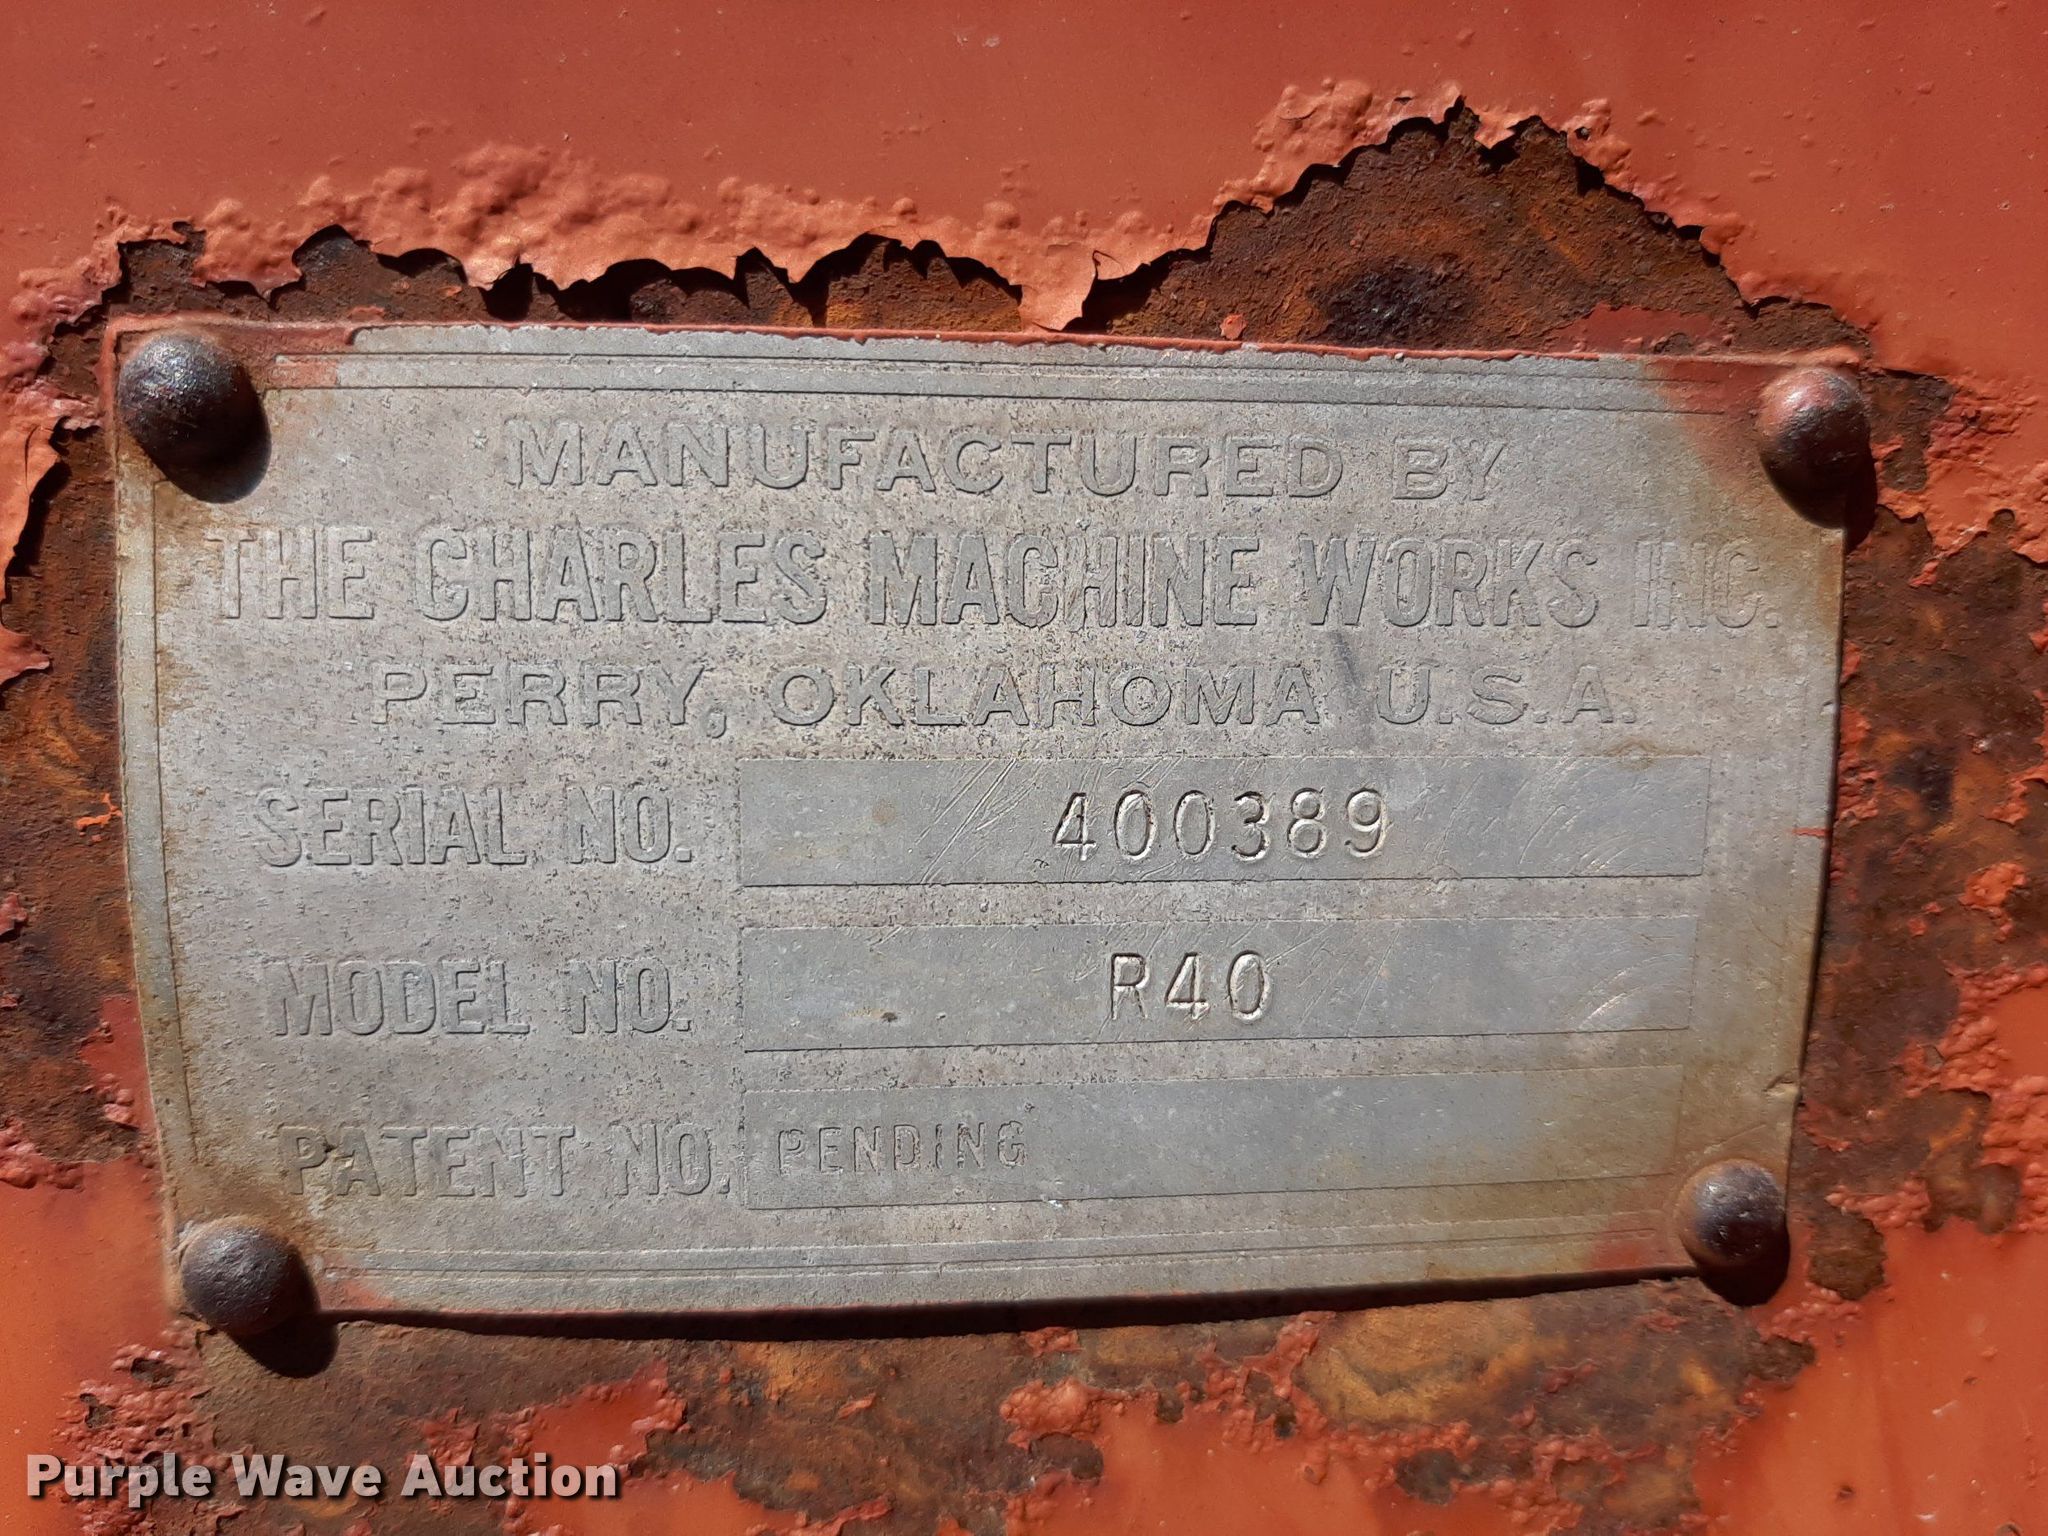 MANUFACTURED BY
THE CHARLES MACHINE WORKS INC.
PERRY, OKLAHOMA U.S.A.
SERIAL NO. 400389
MODEL NO. R40
PATENT NO. PENDING
Purple Wave Auction